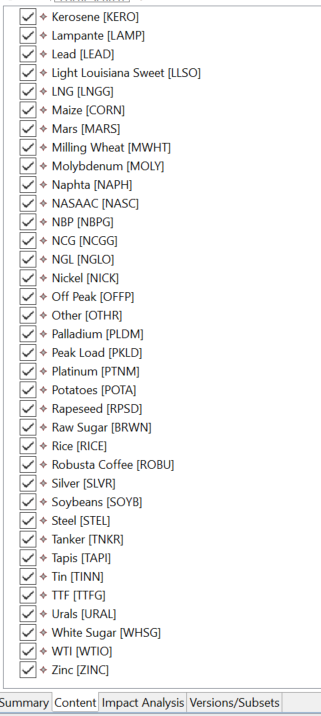 Kerosene [KERO]
Lampante [LAMP]
Lead [LEAD]
Light Louisiana Sweet [LLSO]
LNG [LNGG]
Maize [CORN]
Mars [MARS]
Milling Wheat [MWHT]
Molybdenum [MOLY]
Naphta [NAPH]
NASAAC [NASC]
NBP [NBPG]
NCG [NCGG]
NGL [NGLO]
Nickel [NICK]
Off Peak [OFFP]
Other [OTHR]
Palladium [PLDM]
Peak Load [PKLD]
Platinum [PTNM]
Potatoes [POTA]
Rapeseed [RPSD]
Raw Sugar [BRWN]
Rice [RICE]
Robusta Coffee [ROBU]
Silver [SLVR]
Soybeans [SOYB]
Steel [STEL]
Tanker [TNKR]
Tapis [TAPI]
Tin [TINN]
TTF [TTFG]
Urals [URAL]
White Sugar [WHSG]
WTI [WTIO]
Zinc [ZINC]
Summary Content Impact Analysis Versions/Subsets